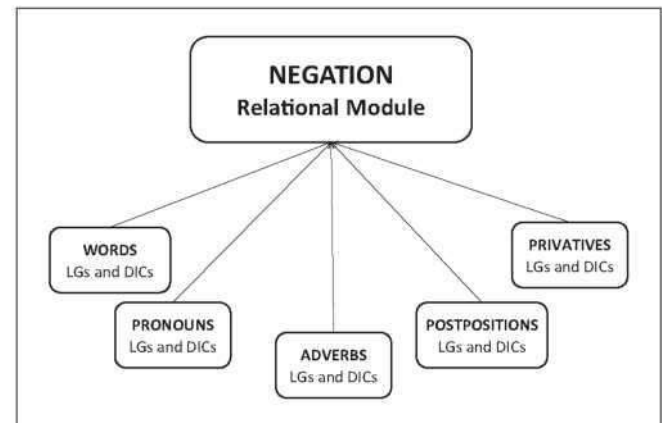 NEGATION
Relational Module
WORDS
LGs and DICs
PRONOUNS
LGs and DICs
ADVERBS
LGs and DICs
POSTPOSITIONS
LGs and DICs
PRIVATIVES
LGs and DICs